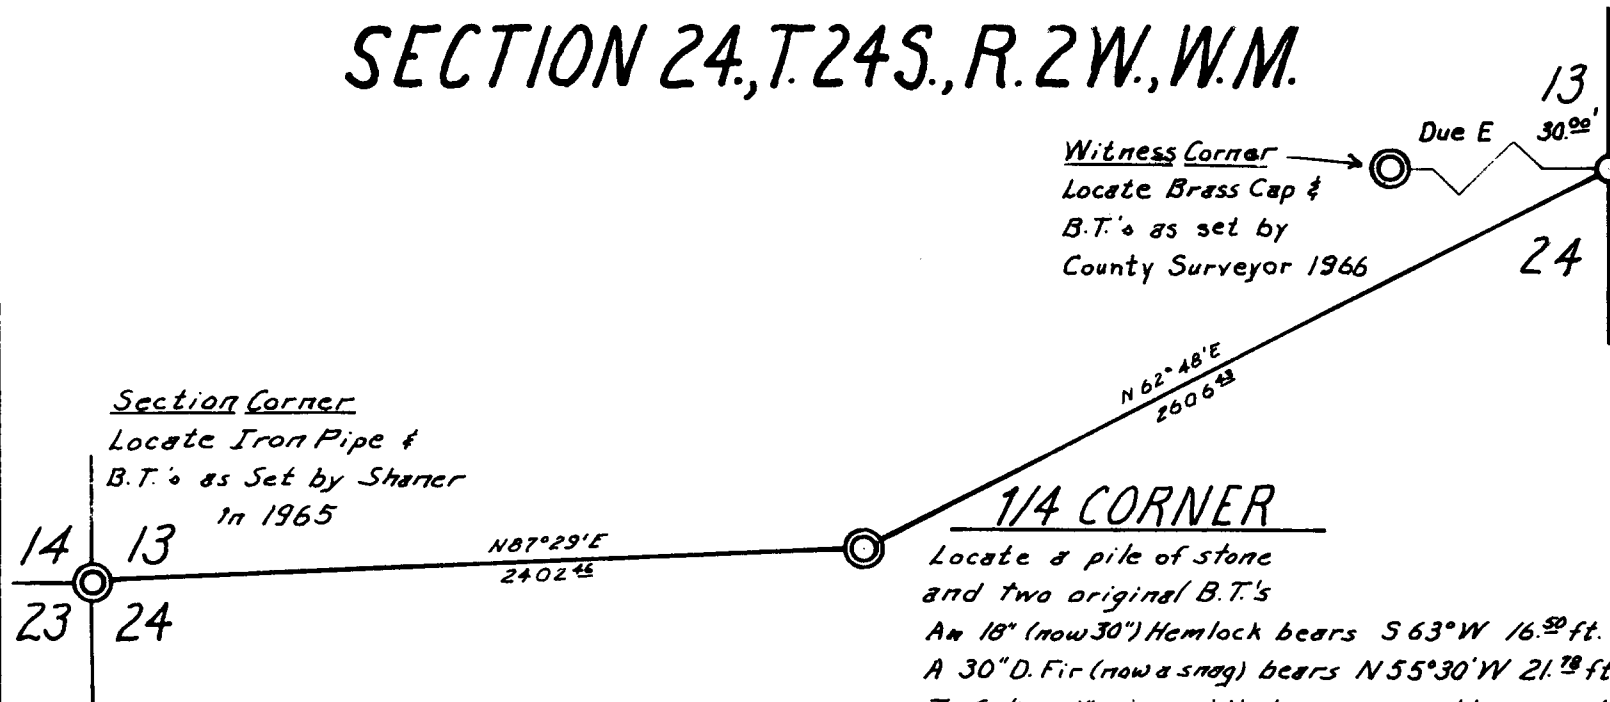 SECTION 24., T. 24S., R. 2W., W.M.
13
Due E 30.00'
Witness Corner
Locate Brass Cap &
B.T.'s as set by
County Surveyor 1966
24
N 62° 48' E
2606 43
Section Corner
Locate Iron Pipe &
B.T.'s as Set by Shaner
In 1965
14 13
N87°29'E
2402 46
23 24
1/4 CORNER
Locate a pile of stone
and two original B.T.'s
An 18" (now 30") Hemlock bears S 63° W 16.50 ft.
A 30" D. Fir (now a snag) bears N 55° 30' W 21.78 ft